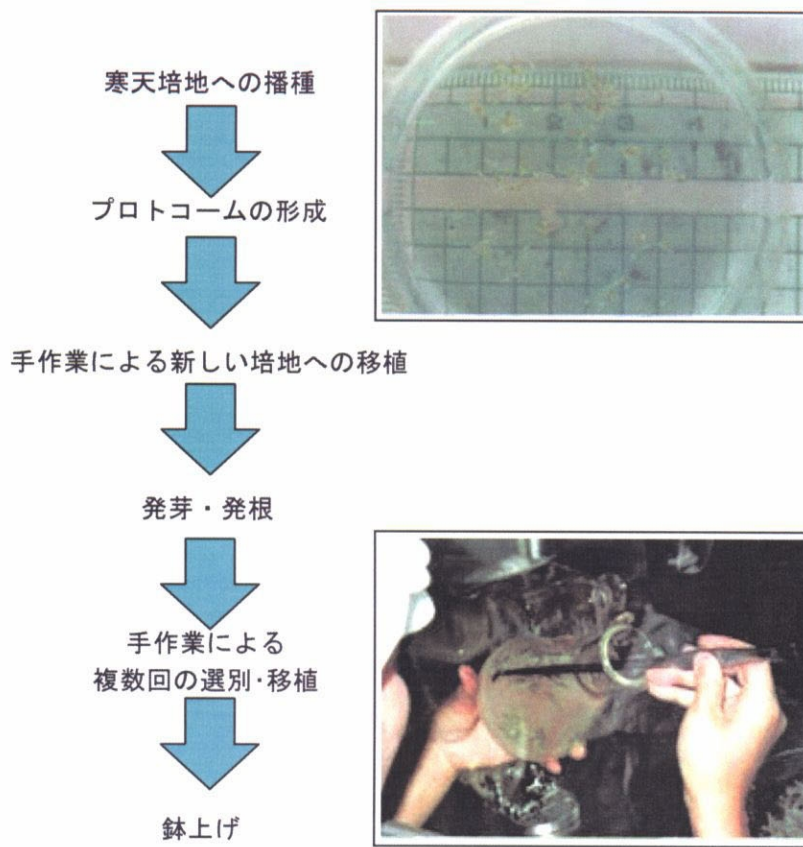 寒天培地への播種
プロトコームの形成
手作業による新しい培地への移植
発芽・発根
手作業による
複数回の選別・移植
鉢上げ